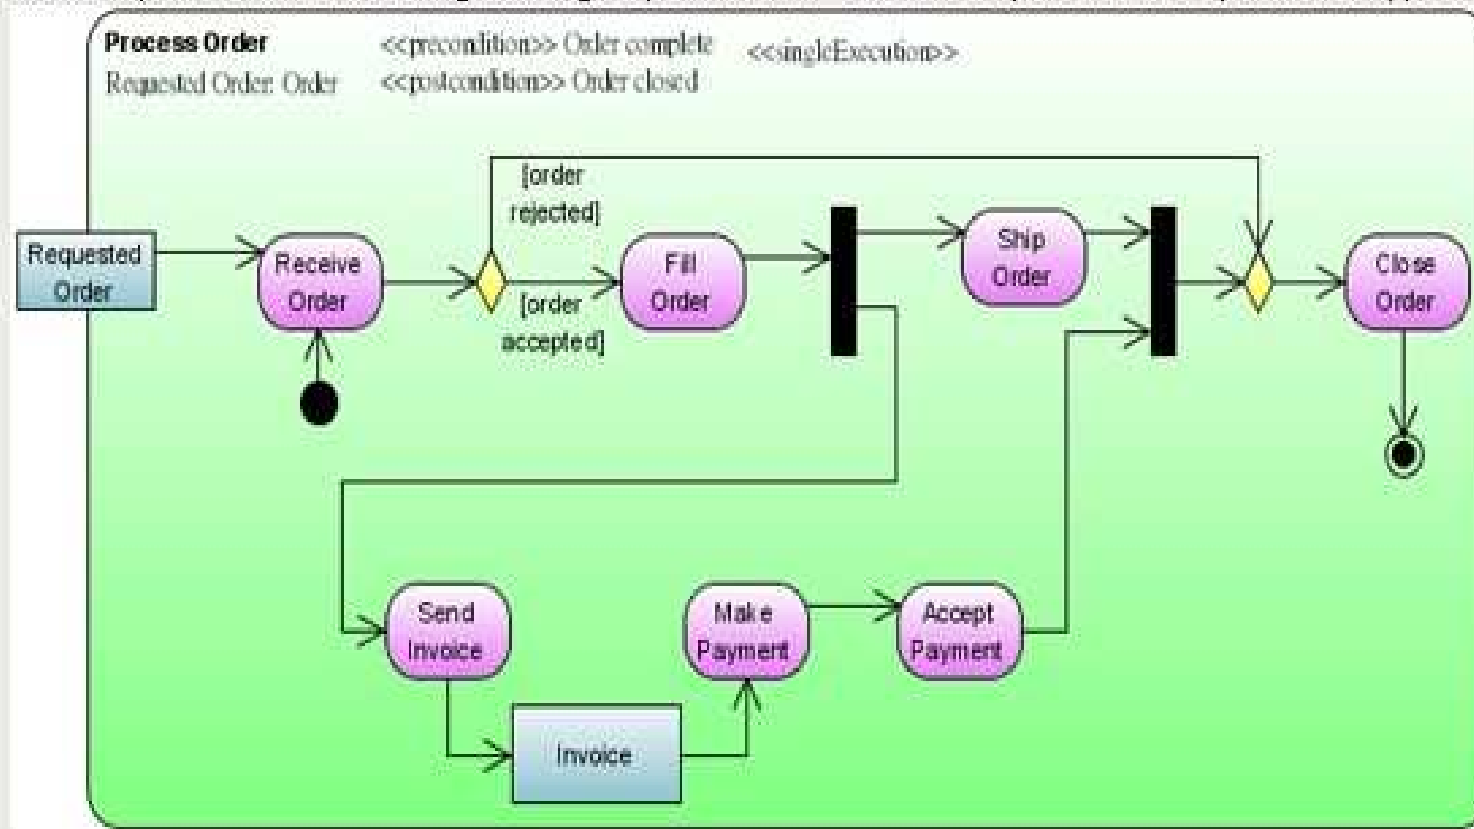 Process Order
<<precondition>> Order complete
<<singleExecution>>
Requested Order: Order
<<postcondition>> Order closed
[order
rejected]
Requested
Order
Receive
Order
[order
accepted]
Fill
Order
Ship
Order
Close
Order
Send
Invoice
Make
Payment
Accept
Payment
Invoice